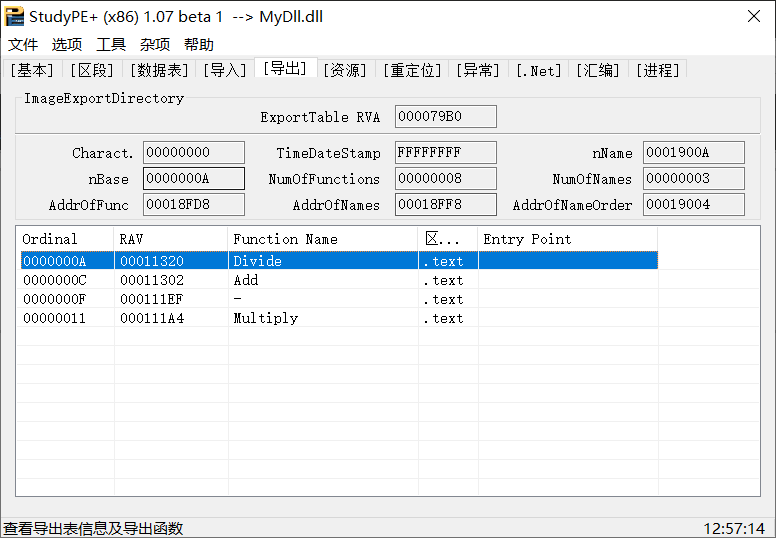 StudyPE+ (x86) 1.07 beta 1 --> MyDll.dll
文件 选项 工具 杂项 帮助
[基本] [区段] [数据表] [导入] [导出] [资源] [重定位] [异常] [.Net] [汇编] [进程]
ImageExportDirectory
ExportTable RVA 000079B0
Charact. 00000000 TimeDateStamp FFFFFFFF nName 0001900A
nBase 0000000A NumOfFunctions 00000008 NumOfNames 00000003
AddrOfFunc 00018FD8 AddrOfNames 00018FF8 AddrOfNameOrder 00019004
Ordinal RAV Function Name 区... Entry Point
0000000A 00011320 Divide .text
0000000C 00011302 Add .text
0000000F 000111EF - .text
00000011 000111A4 Multiply .text
查看导出表信息及导出函数 12:57:14